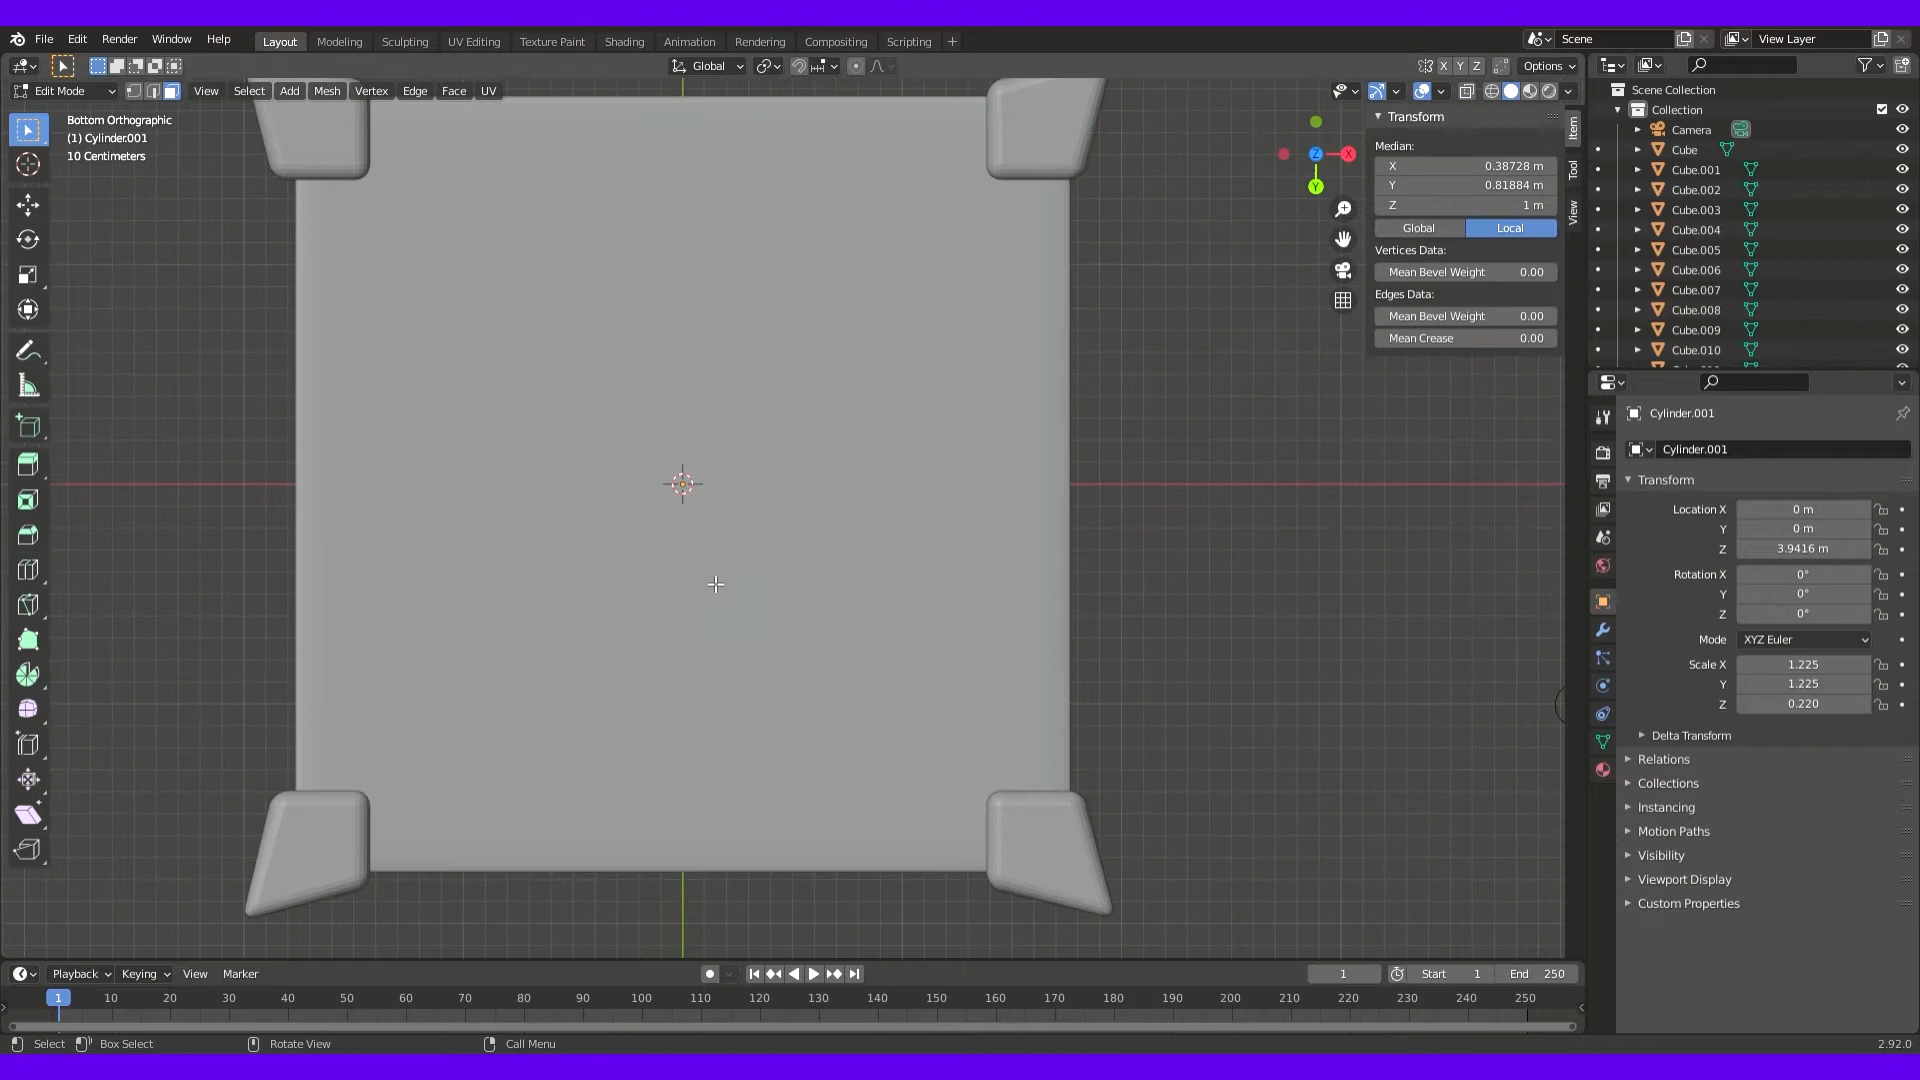 File Edit Render Window Help Layout Modeling Sculpting UV Editing Texture Paint Shading Animation Rendering Compositing Scripting + Scene View Layer
Global X Y Z Options
Edit Mode View Select Add Mesh Vertex Edge Face UV
Bottom Orthographic
(1) Cylinder.001
10 Centimeters
X
Z
Y
Transform
Median:
X 0.38728 m
Y 0.81884 m
Z 1 m
Global Local
Vertices Data:
Mean Bevel Weight 0.00
Edges Data:
Mean Bevel Weight 0.00
Mean Crease 0.00
Item
Tool
View
Scene Collection
Collection
Camera
Cube
Cube.001
Cube.002
Cube.003
Cube.004
Cube.005
Cube.006
Cube.007
Cube.008
Cube.009
Cube.010
Cylinder.001
Cylinder.001
Transform
Location X 0 m
Y 0 m
Z 3.9416 m
Rotation X 0°
Y 0°
Z 0°
Mode XYZ Euler
Scale X 1.225
Y 1.225
Z 0.220
Delta Transform
Relations
Collections
Instancing
Motion Paths
Visibility
Viewport Display
Custom Properties
Playback Keying View Marker 1 Start 1 End 250
1 10 20 30 40 50 60 70 80 90 100 110 120 130 140 150 160 170 180 190 200 210 220 230 240 250
Select Box Select Rotate View Call Menu 2.92.0